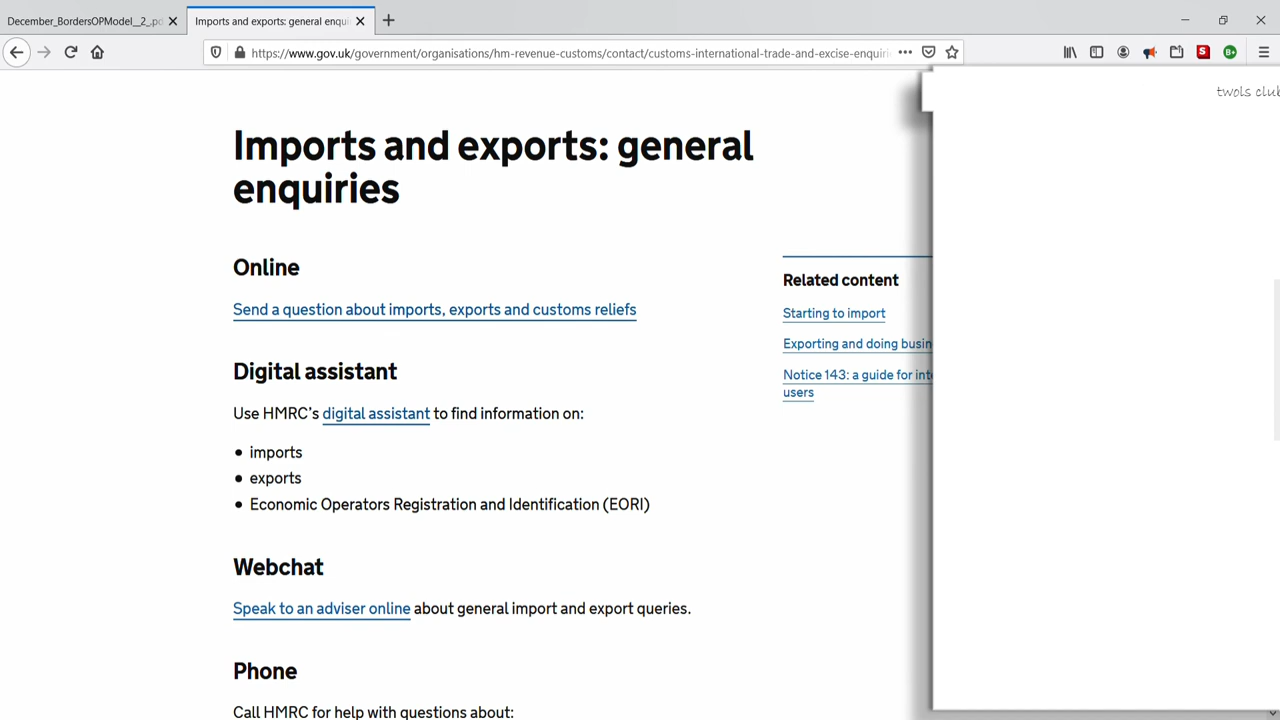 December_BordersOPModel__2_.pd
Imports and exports: general enqui
https://www.gov.uk/government/organisations/hm-revenue-customs/contact/customs-international-trade-and-excise-enquiri
twols club
Imports and exports: general
enquiries
Online
Send a question about imports, exports and customs reliefs
Digital assistant
Use HMRC's digital assistant to find information on:
• imports
• exports
• Economic Operators Registration and Identification (EORI)
Webchat
Speak to an adviser online about general import and export queries.
Phone
Call HMRC for help with questions about:
Related content
Starting to import
Exporting and doing busin
Notice 143: a guide for int
users